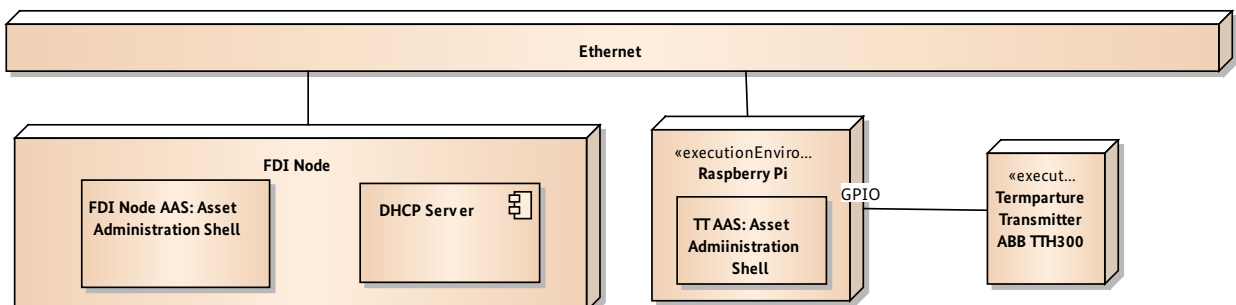 Ethernet
FDI Node
FDI Node AAS: Asset
Administration Shell
DHCP Server
«executionEnviro...
Raspberry Pi
TT AAS: Asset
Admiinistration
Shell
GPIO
«execut...
Termparture
Transmitter
ABB TTH300